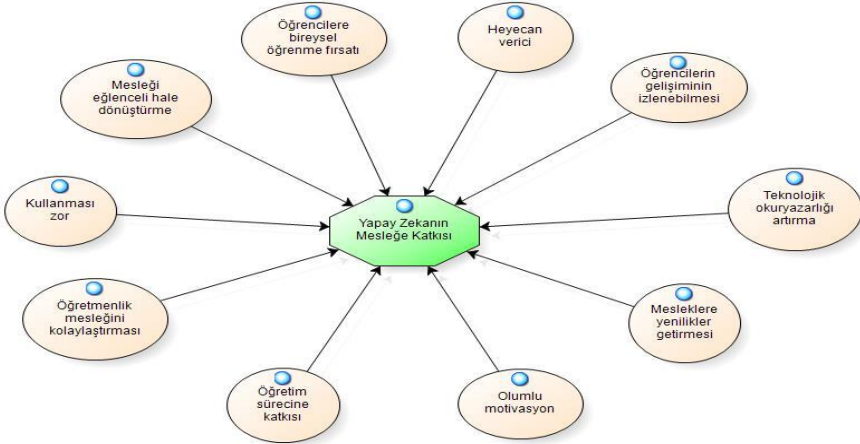 Öğrencilere
bireysel
öğrenme fırsatı
Heyecan
verici
Mesleği
eğlenceli hale
dönüştürme
Öğrencilerin
gelişiminin
izlenebilmesi
Kullanması
zor
Yapay Zekanın
Mesleğe Katkısı
Teknolojik
okuryazarlığı
artırma
Öğretmenlik
mesleğini
kolaylaştırması
Mesleklere
yenilikler
getirmesi
Öğretim
sürecine
katkısı
Olumlu
motivasyon